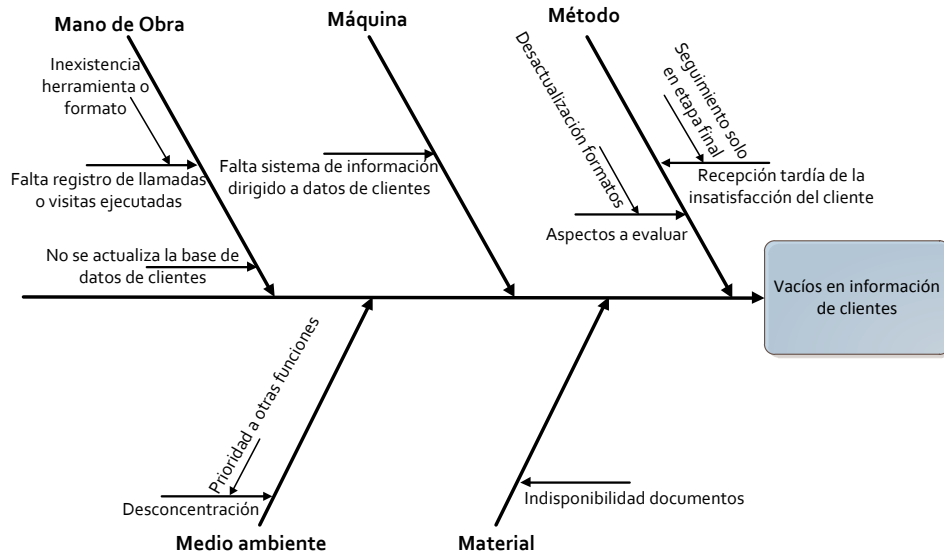 Mano de Obra
Máquina
Método
Inexistencia
herramienta o
formato
Falta registro de llamadas
o visitas ejecutadas
No se actualiza la base de
datos de clientes
Falta sistema de información
dirigido a datos de clientes
Desactualización
formatos
Aspectos a evaluar
Seguimiento solo
en etapa final
Recepción tardía de la
insatisfacción del cliente
Vacíos en información
de clientes
Prioridad a otras funciones
Desconcentración
Indisponibilidad documentos
Medio ambiente
Material